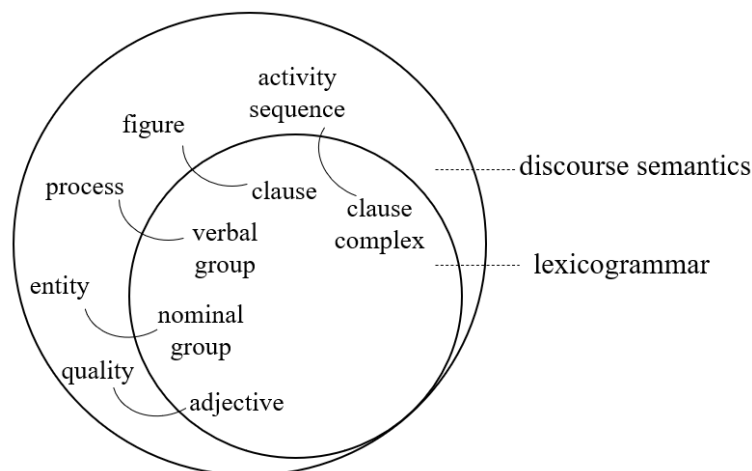 activity
sequence
figure
discourse semantics
process
clause
clause
complex
verbal
group
lexicogrammar
entity
nominal
group
quality
adjective